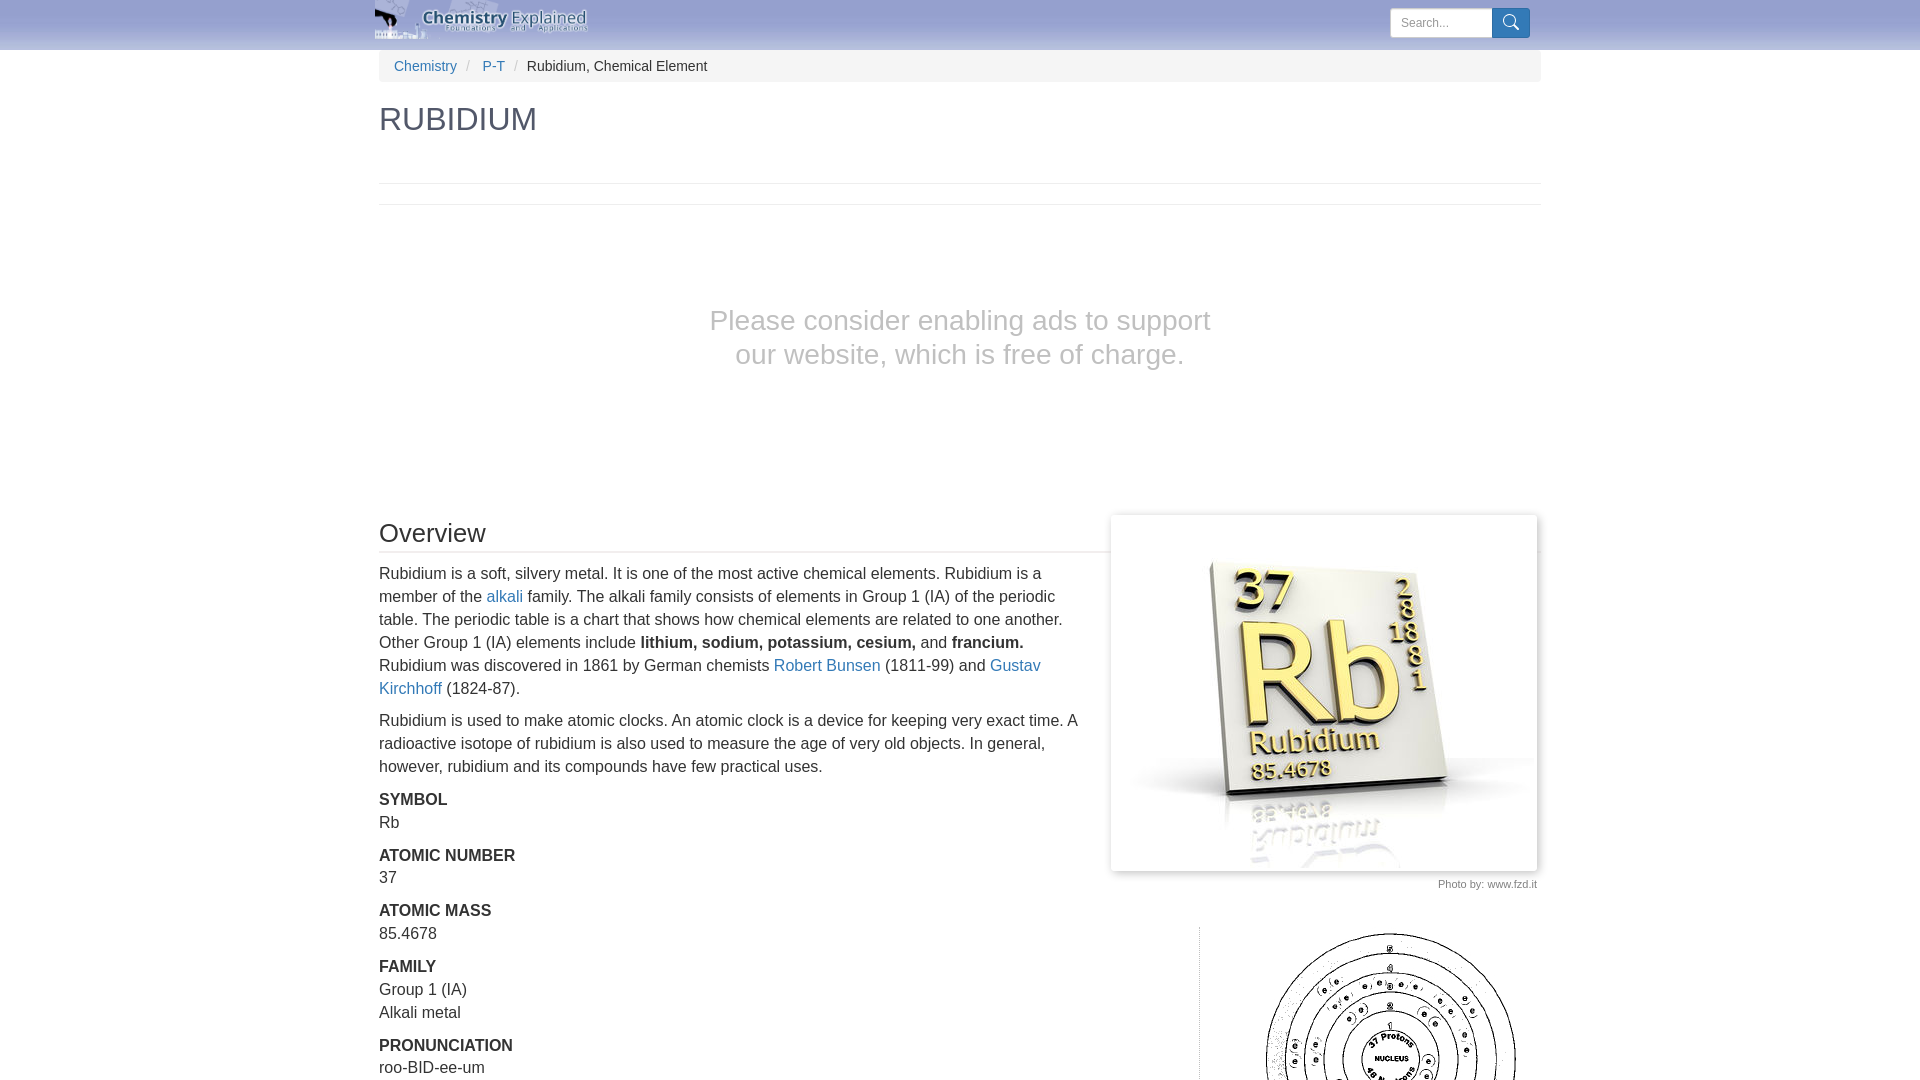 Chemistry Explained
Foundations and Applications
Search...
Chemistry / P-T / Rubidium, Chemical Element
RUBIDIUM
Please consider enabling ads to support
our website, which is free of charge.
Overview
Rubidium is a soft, silvery metal. It is one of the most active chemical elements. Rubidium is a
member of the alkali family. The alkali family consists of elements in Group 1 (IA) of the periodic
table. The periodic table is a chart that shows how chemical elements are related to one another.
Other Group 1 (IA) elements include lithium, sodium, potassium, cesium, and francium.
Rubidium was discovered in 1861 by German chemists Robert Bunsen (1811-99) and Gustav
Kirchhoff (1824-87).
Rubidium is used to make atomic clocks. An atomic clock is a device for keeping very exact time. A
radioactive isotope of rubidium is also used to measure the age of very old objects. In general,
however, rubidium and its compounds have few practical uses.
SYMBOL
Rb
ATOMIC NUMBER
37
ATOMIC MASS
85.4678
FAMILY
Group 1 (IA)
Alkali metal
PRONUNCIATION
roo-BID-ee-um
37
2
8
18
8
1
Rb
Rubidium
85.4678
Photo by: www.fzd.it
5
4
3
2
1
37 Protons
NUCLEUS